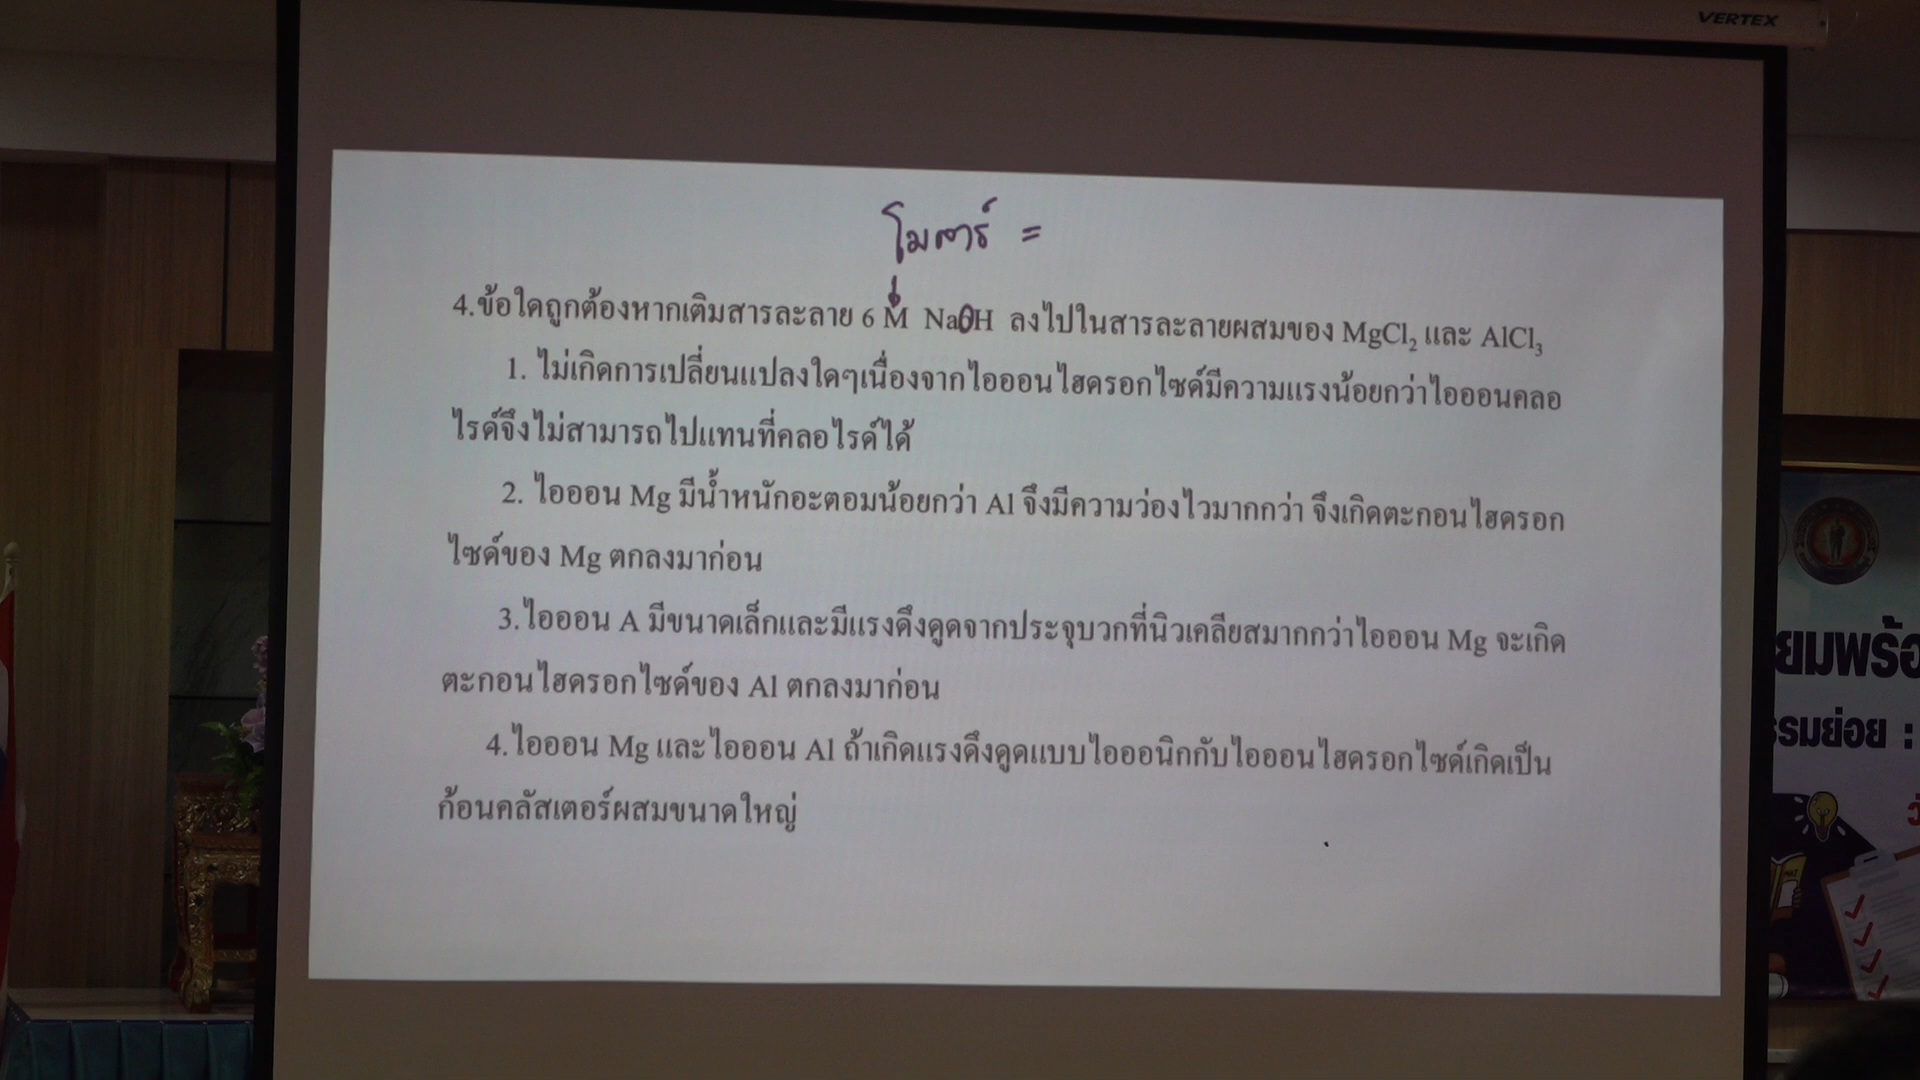 VERTEX
โมลาร์ =
4.ข้อใดถูกต้องหากเติมสารละลาย 6 M NaOH ลงไปในสารละลายผสมของ MgCl₂ และ AlCl₃
1. ไม่เกิดการเปลี่ยนแปลงใดๆเนื่องจากไอออนไฮดรอกไซด์มีความแรงน้อยกว่าไอออนคลอ
ไรด์จึงไม่สามารถไปแทนที่คลอไรด์ได้
2. ไอออน Mg มีน้ำหนักอะตอมน้อยกว่า Al จึงมีความว่องไวมากกว่า จึงเกิดตะกอนไฮดรอก
ไซด์ของ Mg ตกลงมาก่อน
3.ไอออน A มีขนาดเล็กและมีแรงดึงดูดจากประจุบวกที่นิวเคลียสมากกว่าไอออน Mg จะเกิด
ตะกอนไฮดรอกไซด์ของ Al ตกลงมาก่อน
4.ไอออน Mg และไอออน Al ถ้าเกิดแรงดึงดูดแบบไอออนิกกับไอออนไฮดรอกไซด์เกิดเป็น
ก้อนคลัสเตอร์ผสมขนาดใหญ่
ยมพร้อ
รรมย่อย :